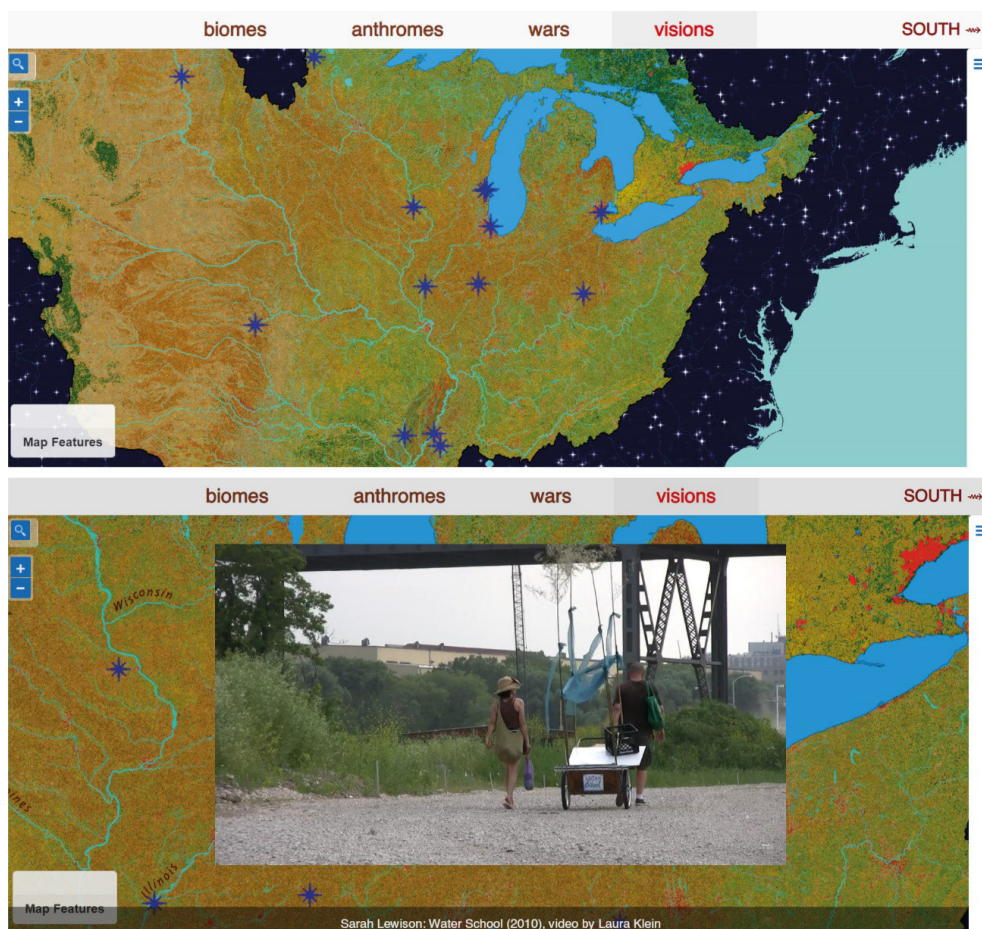 biomes anthromes wars visions SOUTH
+
−
Map Features
biomes anthromes wars visions SOUTH
+
−
Wisconsin
Illinois
Map Features
Sarah Lewison: Water School (2010), video by Laura Klein